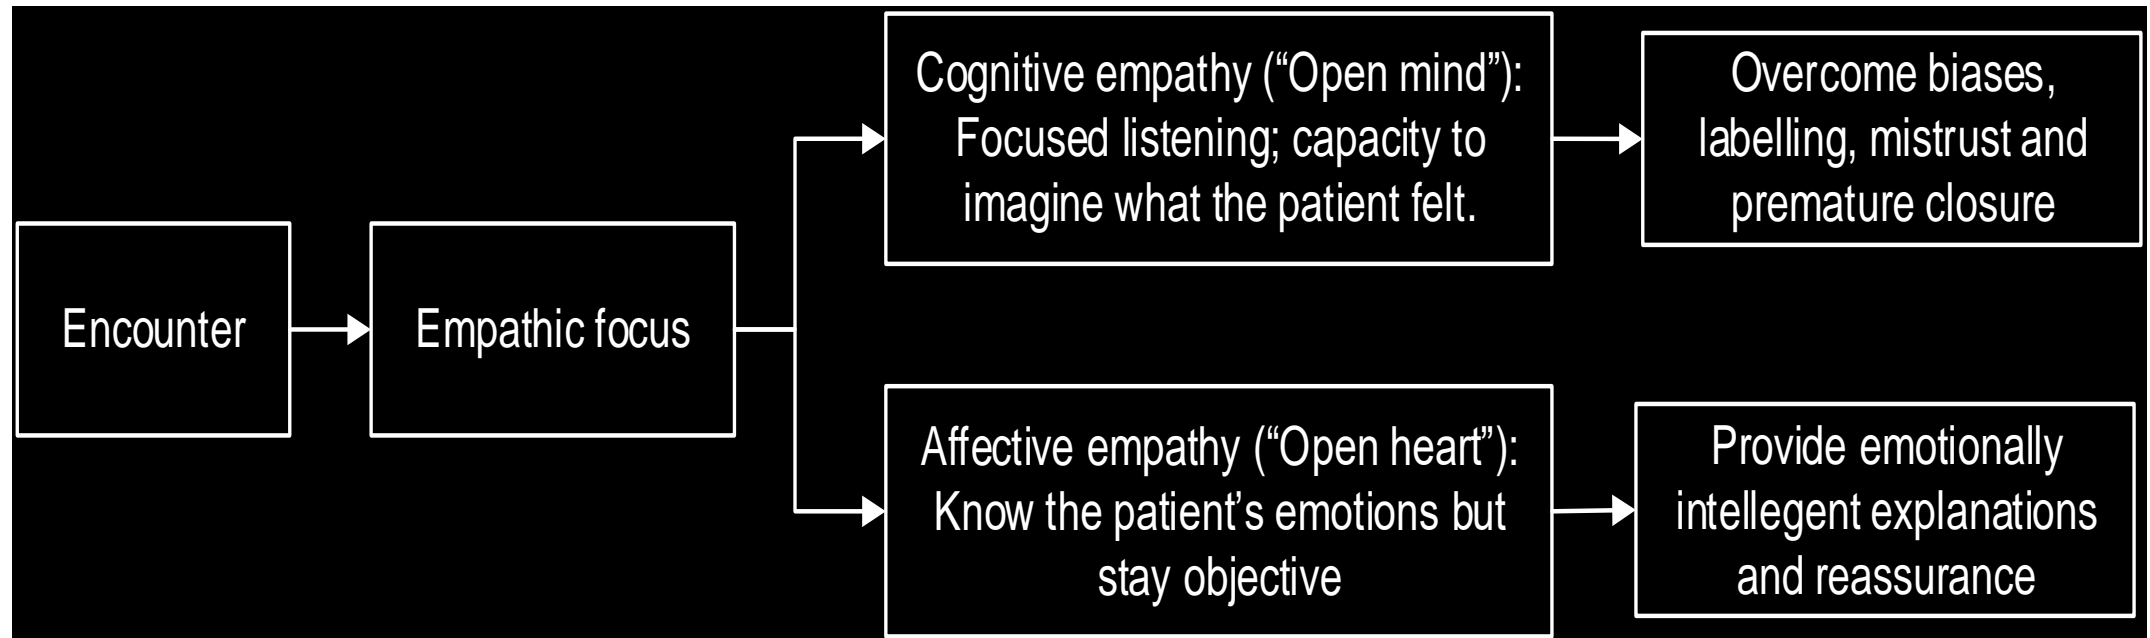 Encounter
Empathic focus
Cognitive empathy (“Open mind”):
Focused listening; capacity to
imagine what the patient felt.
Overcome biases,
labelling, mistrust and
premature closure
Affective empathy (“Open heart”):
Know the patient’s emotions but
stay objective
Provide emotionally
intellegent explanations
and reassurance